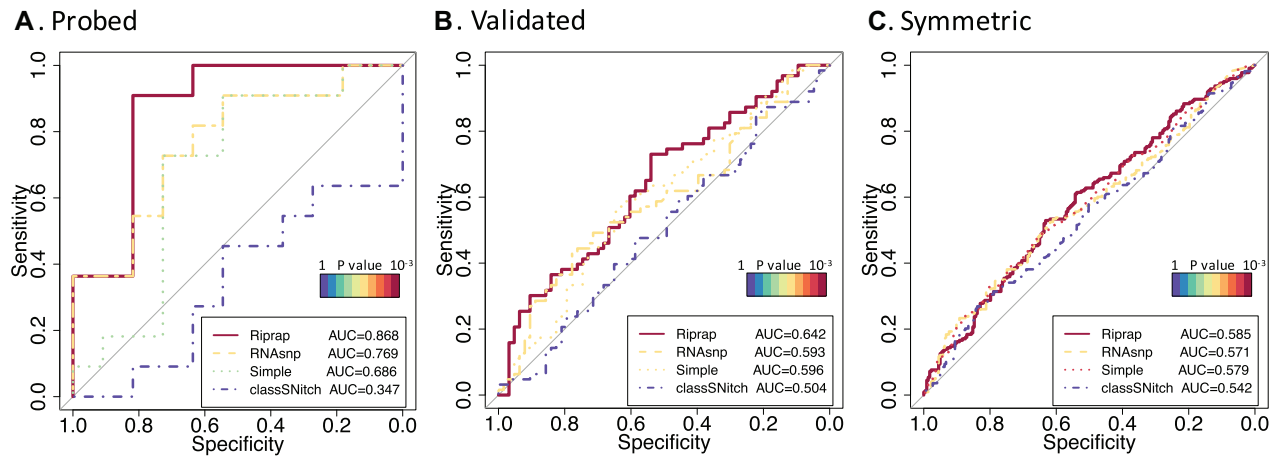 A. Probed
1.0
0.8
0.6
0.4
0.2
0.0
Sensitivity
1 P value 10-3
Riprap AUC=0.868
RNAsnp AUC=0.769
Simple AUC=0.686
classSNitch AUC=0.347
1.0 0.8 0.6 0.4 0.2 0.0
Specificity
B. Validated
1.0
0.8
0.6
0.4
0.2
0.0
Sensitivity
1 P value 10-3
Riprap AUC=0.642
RNAsnp AUC=0.593
Simple AUC=0.596
classSNitch AUC=0.504
1.0 0.8 0.6 0.4 0.2 0.0
Specificity
C. Symmetric
1.0
0.8
0.6
0.4
0.2
0.0
Sensitivity
1 P value 10-3
Riprap AUC=0.585
RNAsnp AUC=0.571
Simple AUC=0.579
classSNitch AUC=0.542
1.0 0.8 0.6 0.4 0.2 0.0
Specificity